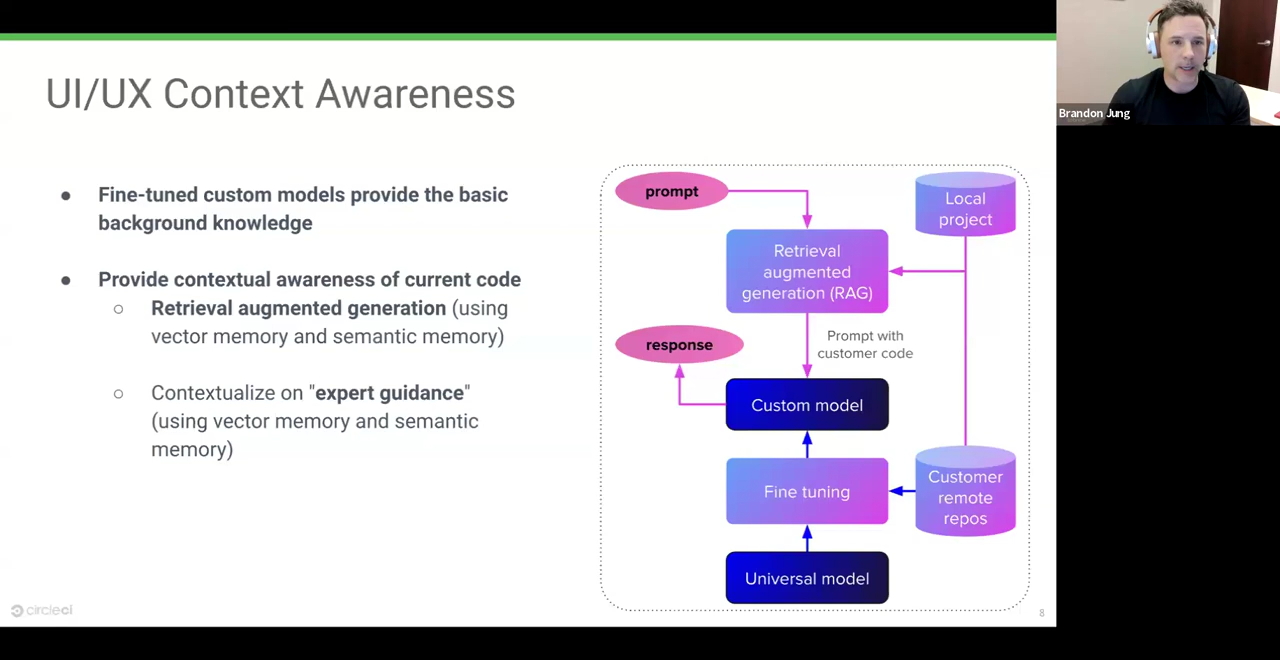 UI/UX Context Awareness
Brandon Jung
● Fine-tuned custom models provide the basic
background knowledge
● Provide contextual awareness of current code
○ Retrieval augmented generation (using
vector memory and semantic memory)
○ Contextualize on "expert guidance"
(using vector memory and semantic
memory)
prompt
Local
project
Retrieval
augmented
generation (RAG)
response
Prompt with
customer code
Custom model
Fine tuning
Customer
remote
repos
Universal model
circleci
8